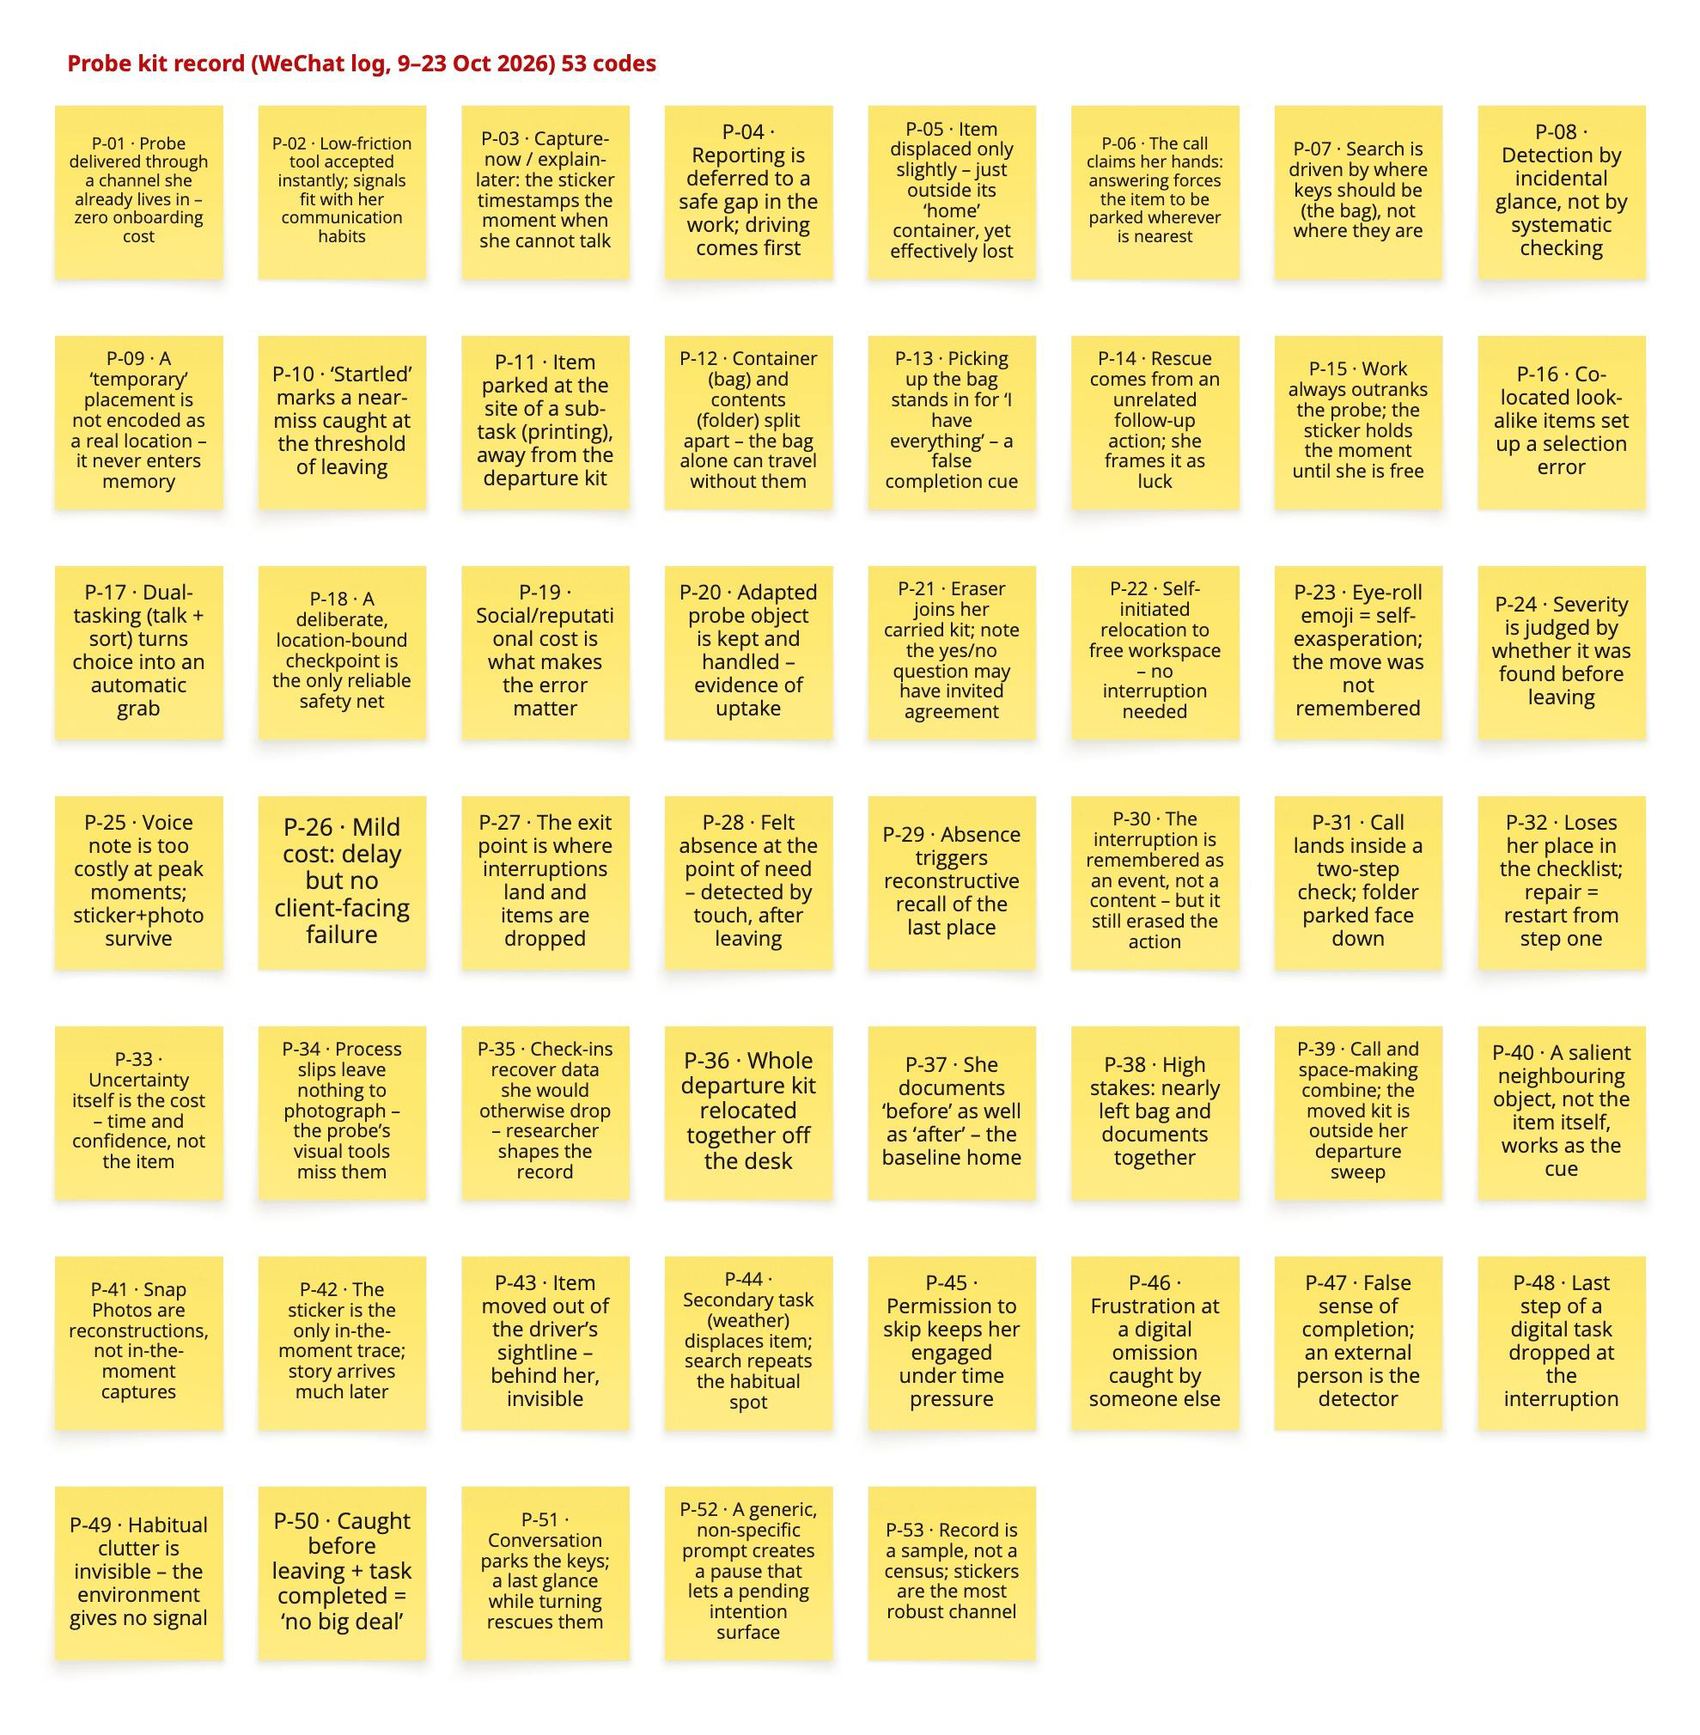 Probe kit record (WeChat log, 9–23 Oct 2026) 53 codes
P-01 · Probe
delivered through
a channel she
already lives in –
zero onboarding
cost
P-02 · Low-friction
tool accepted
instantly; signals
fit with her
communication
habits
P-03 · Capture-
now / explain-
later: the sticker
timestamps the
moment when
she cannot talk
P-04 ·
Reporting is
deferred to a
safe gap in the
work; driving
comes first
P-05 · Item
displaced only
slightly – just
outside its
‘home’
container, yet
effectively lost
P-06 · The call
claims her hands:
answering forces
the item to be
parked wherever
is nearest
P-07 · Search is
driven by where
keys should be
(the bag), not
where they are
P-08 ·
Detection by
incidental
glance, not by
systematic
checking
P-09 · A
‘temporary’
placement is
not encoded as
a real location –
it never enters
memory
P-10 · ‘Startled’
marks a near-
miss caught at
the threshold
of leaving
P-11 · Item
parked at the
site of a sub-
task (printing),
away from the
departure kit
P-12 · Container
(bag) and
contents
(folder) split
apart – the bag
alone can travel
without them
P-13 · Picking
up the bag
stands in for ‘I
have
everything’ – a
false
completion cue
P-14 · Rescue
comes from an
unrelated
follow-up
action; she
frames it as
luck
P-15 · Work
always outranks
the probe; the
sticker holds
the moment
until she is free
P-16 · Co-
located look-
alike items set
up a selection
error
P-17 · Dual-
tasking (talk +
sort) turns
choice into an
automatic
grab
P-18 · A
deliberate,
location-bound
checkpoint is
the only reliable
safety net
P-19 ·
Social/reputati
onal cost is
what makes
the error
matter
P-20 · Adapted
probe object
is kept and
handled –
evidence of
uptake
P-21 · Eraser
joins her
carried kit; note
the yes/no
question may
have invited
agreement
P-22 · Self-
initiated
relocation to
free workspace
– no
interruption
needed
P-23 · Eye-roll
emoji = self-
exasperation;
the move was
not
remembered
P-24 · Severity
is judged by
whether it was
found before
leaving
P-25 · Voice
note is too
costly at peak
moments;
sticker+photo
survive
P-26 · Mild
cost: delay
but no
client-facing
failure
P-27 · The exit
point is where
interruptions
land and
items are
dropped
P-28 · Felt
absence at the
point of need
– detected by
touch, after
leaving
P-29 · Absence
triggers
reconstructive
recall of the
last place
P-30 · The
interruption is
remembered as
an event, not a
content – but it
still erased the
action
P-31 · Call
lands inside a
two-step
check; folder
parked face
down
P-32 · Loses
her place in
the checklist;
repair =
restart from
step one
P-33 ·
Uncertainty
itself is the cost
– time and
confidence, not
the item
P-34 · Process
slips leave
nothing to
photograph –
the probe’s
visual tools
miss them
P-35 · Check-ins
recover data
she would
otherwise drop
– researcher
shapes the
record
P-36 · Whole
departure kit
relocated
together off
the desk
P-37 · She
documents
‘before’ as well
as ‘after’ – the
baseline home
P-38 · High
stakes: nearly
left bag and
documents
together
P-39 · Call and
space-making
combine; the
moved kit is
outside her
departure
sweep
P-40 · A salient
neighbouring
object, not the
item itself,
works as the
cue
P-41 · Snap
Photos are
reconstructions,
not in-the-
moment
captures
P-42 · The
sticker is the
only in-the-
moment trace;
story arrives
much later
P-43 · Item
moved out of
the driver’s
sightline –
behind her,
invisible
P-44 ·
Secondary task
(weather)
displaces item;
search repeats
the habitual
spot
P-45 ·
Permission to
skip keeps her
engaged
under time
pressure
P-46 ·
Frustration at
a digital
omission
caught by
someone else
P-47 · False
sense of
completion;
an external
person is the
detector
P-48 · Last
step of a
digital task
dropped at
the
interruption
P-49 · Habitual
clutter is
invisible – the
environment
gives no signal
P-50 · Caught
before
leaving + task
completed =
‘no big deal’
P-51 ·
Conversation
parks the keys;
a last glance
while turning
rescues them
P-52 · A generic,
non-specific
prompt creates
a pause that
lets a pending
intention
surface
P-53 · Record is
a sample, not a
census; stickers
are the most
robust channel